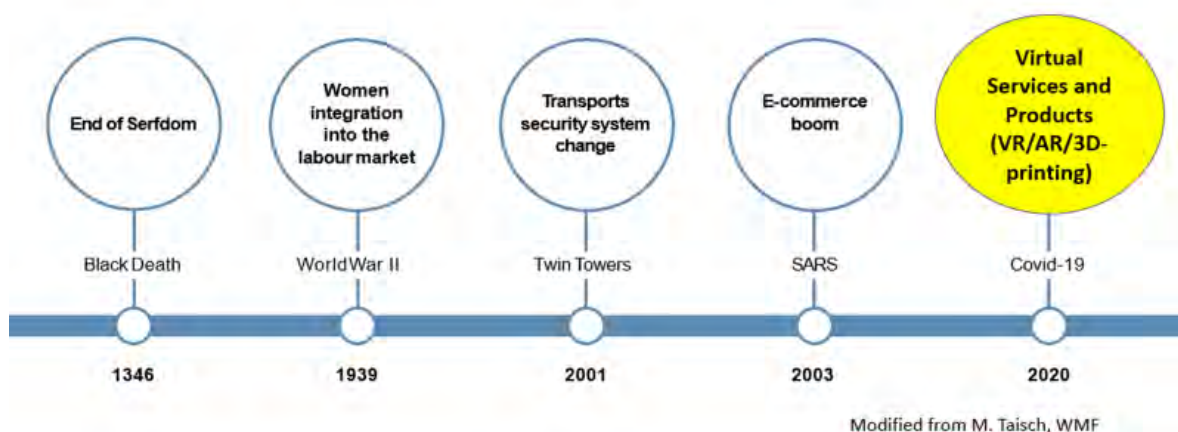 End of Serfdom
Women
integration
into the
labour market
Transports
security system
change
E-commerce
boom
Virtual
Services and
Products
(VR/AR/3D-
printing)
Black Death
World War II
Twin Towers
SARS
Covid-19
1346
1939
2001
2003
2020
Modified from M. Taisch, WMF